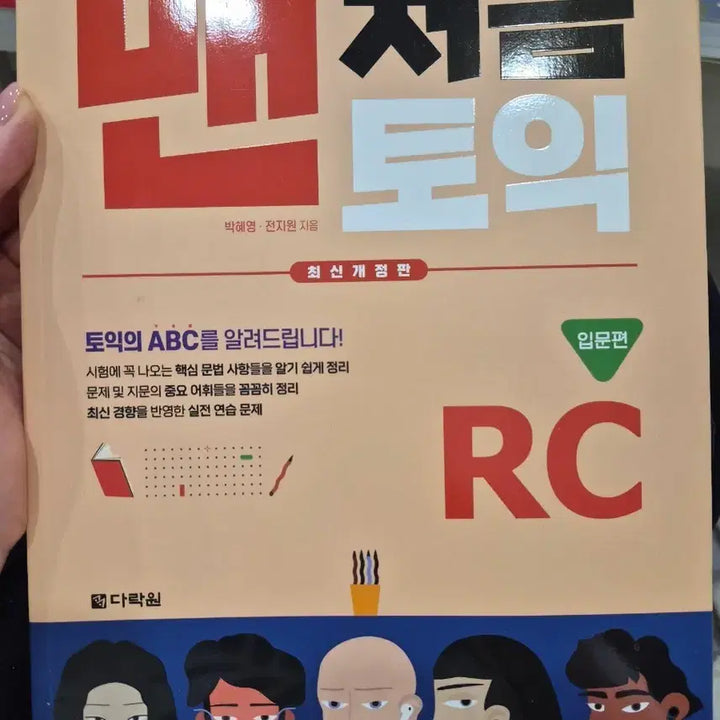 맨 처음
토익
박혜영 · 전지원 지음
최신개정판
토익의 ABC를 알려드립니다!
시험에 꼭 나오는 핵심 문법 사항들을 알기 쉽게 정리
문제 및 지문의 중요 어휘들을 꼼꼼히 정리
최신 경향을 반영한 실전 연습 문제
입문편
RC
다락원